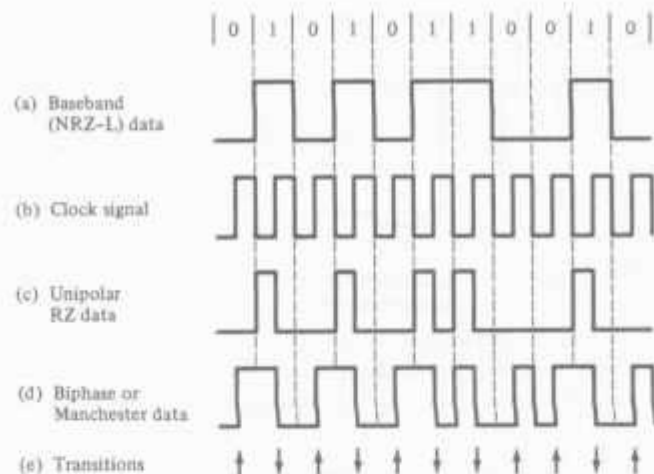 0 1 0 1 0 1 1 0 0 1 0
(a) Baseband
(NRZ-L) data
(b) Clock signal
(c) Unipolar
RZ data
(d) Biphase or
Manchester data
(e) Transitions